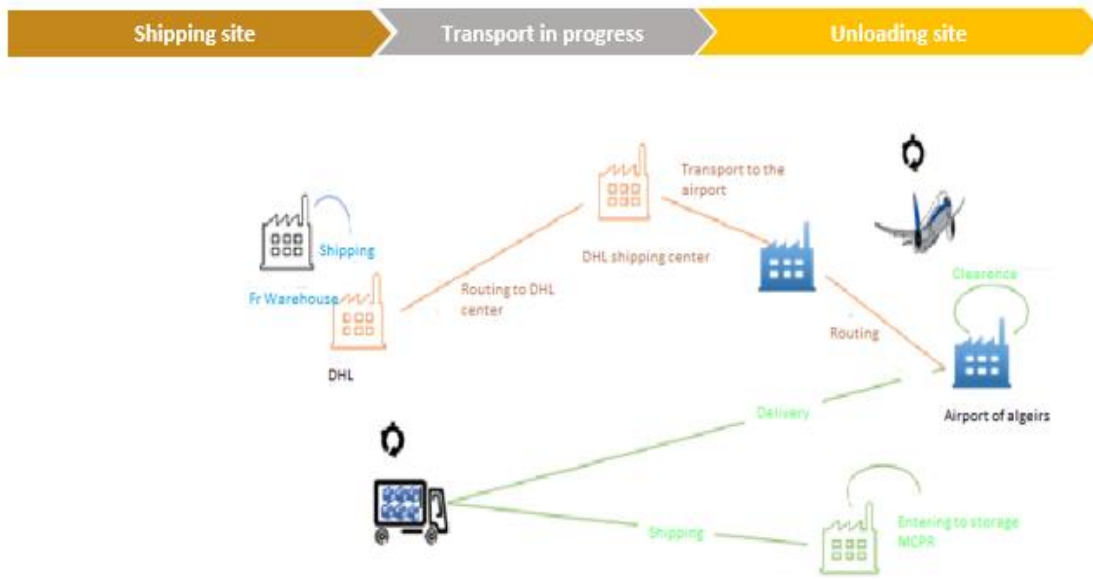 Shipping site
Transport in progress
Unloading site
Transport to the
airport
Shipping
DHL shipping center
Clearence
Fr Warehouse
Routing to DHL
center
Routing
DHL
Delivery
Airport of algeirs
Shipping
Entering to storage
MCPR